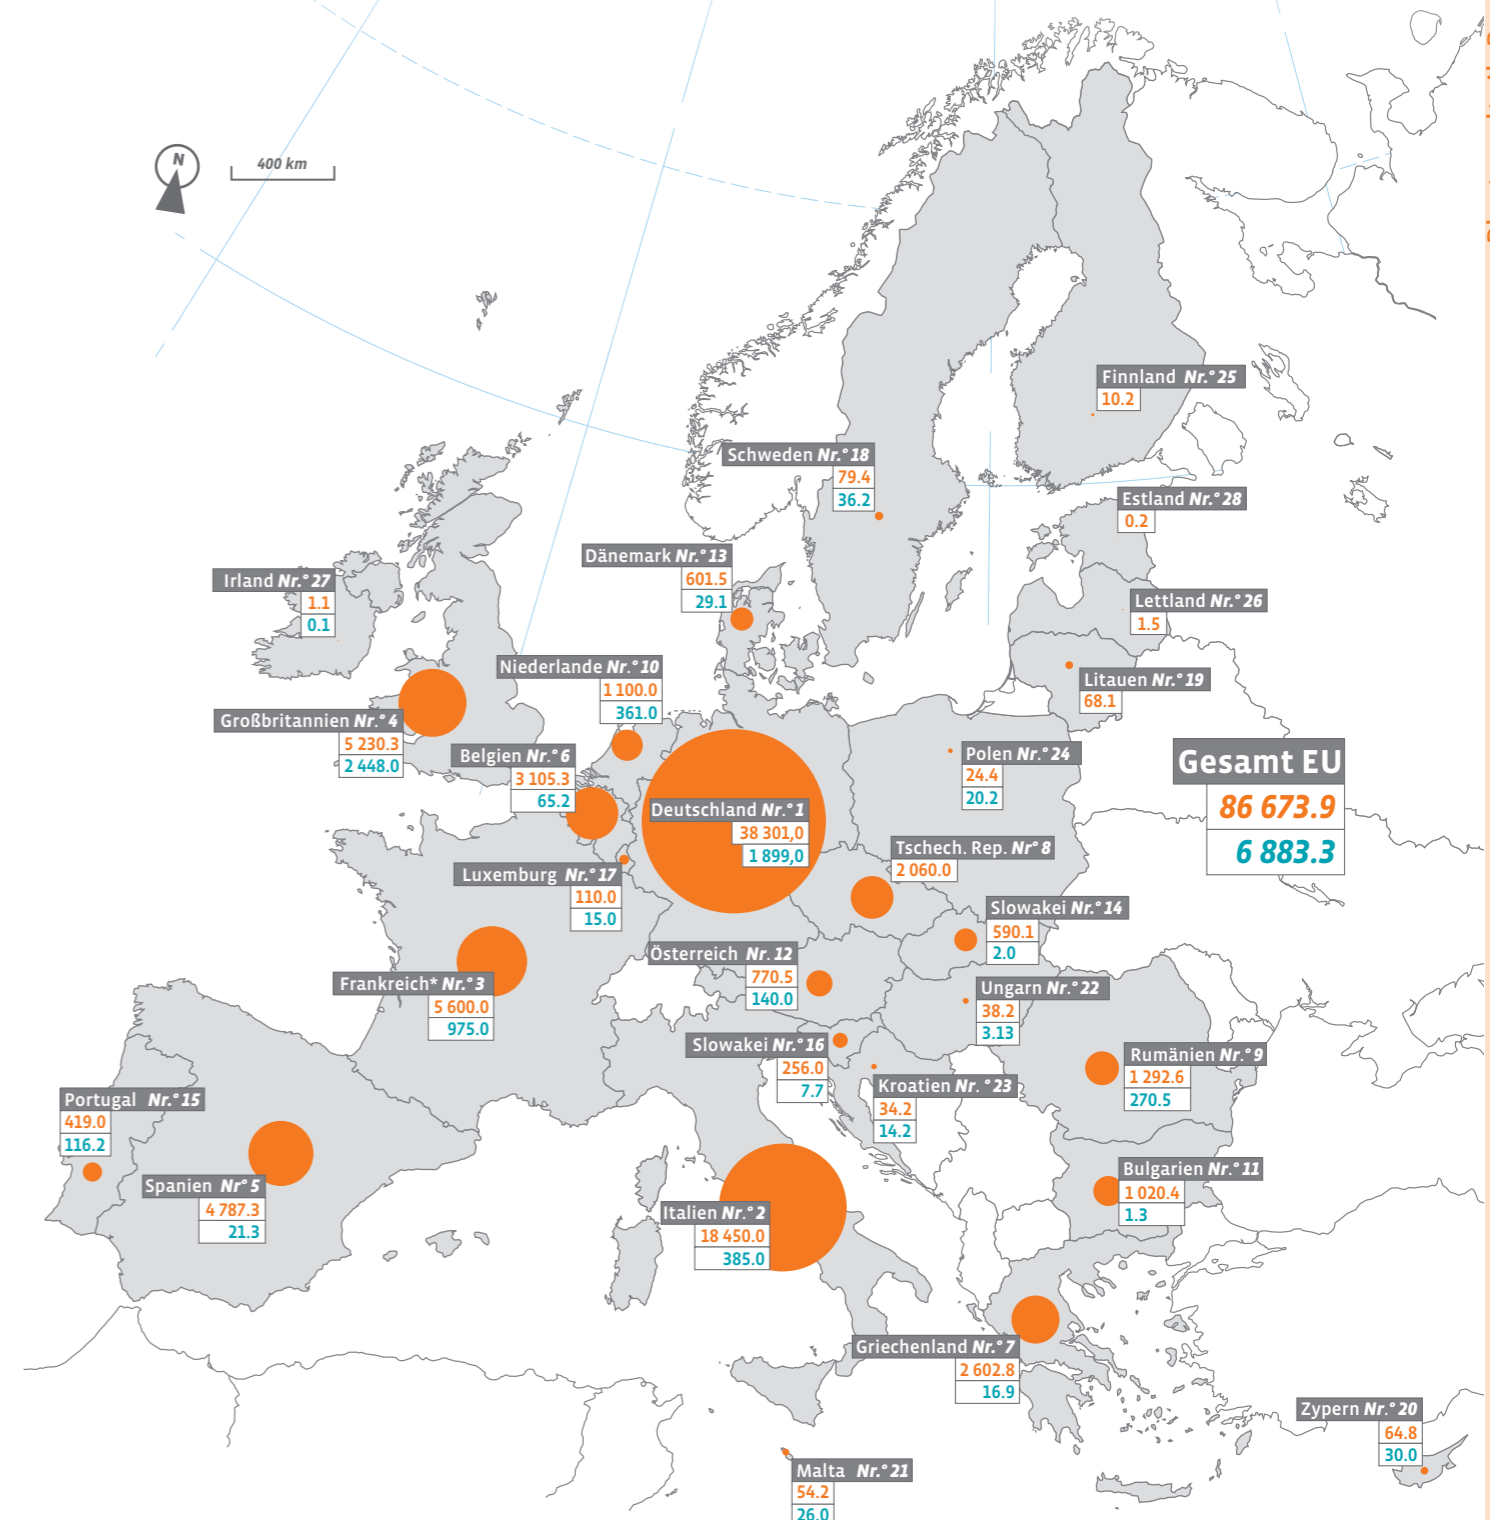 N
400 km
Finnland Nr.° 25
10.2
Schweden Nr.° 18
79.4
36.2
Estland Nr.° 28
0.2
Dänemark Nr.° 13
601.5
29.1
Irland Nr.° 27
1.1
0.1
Lettland Nr.° 26
1.5
Niederlande Nr.° 10
1 100.0
361.0
Litauen Nr.° 19
68.1
Großbritannien Nr.° 4
5 230.3
2 448.0
Belgien Nr.° 6
3 105.3
65.2
Polen Nr.° 24
24.4
20.2
Gesamt EU
86 673.9
6 883.3
Deutschland Nr.° 1
38 301,0
1 899,0
Tschech. Rep. Nr° 8
2 060.0
Luxemburg Nr.° 17
110.0
15.0
Slowakei Nr.° 14
590.1
2.0
Österreich Nr. 12
770.5
140.0
Frankreich* Nr.° 3
5 600.0
975.0
Ungarn Nr.° 22
38.2
3.13
Slowakei Nr.° 16
256.0
7.7
Rumänien Nr.° 9
1 292.6
270.5
Kroatien Nr. ° 23
34.2
14.2
Portugal Nr.° 15
419.0
116.2
Spanien Nr° 5
4 787.3
21.3
Bulgarien Nr.° 11
1 020.4
1.3
Italien Nr.° 2
18 450.0
385.0
Griechenland Nr.° 7
2 602.8
16.9
Zypern Nr.° 20
64.8
30.0
Malta Nr.° 21
54.2
26.0